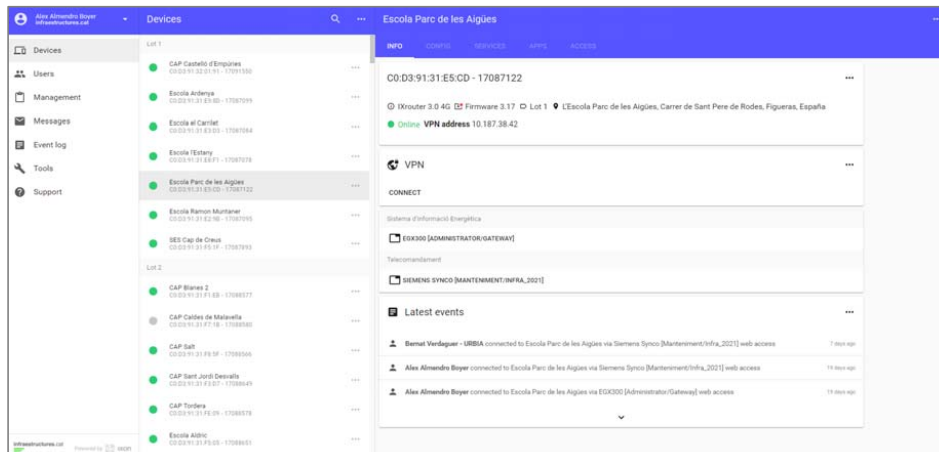 Alex Almendro Boyer
infraestructures.cat
Devices
Users
Management
Messages
Event log
Tools
Support
infraestructures.cat
Powered by ixon
Devices
Lot 1
CAP Castelló d'Empúries
Escola Ardenya
Escola el Carrilet
Escola l'Estany
Escola Parc de les Aigües
C0:D3:91:31:E5:CD - 17087122
Escola Ramon Muntaner
SES Cap de Creus
Lot 2
CAP Blanes 2
CAP Caldes de Malavella
CAP Salt
CAP Sant Jordi Desvalls
CAP Tordera
Escola Aldric
Escola Parc de les Aigües
INFO CONFIG SERVICES APPS ACCESS
C0:D3:91:31:E5:CD - 17087122
IXrouter 3.0 4G Firmware 3.17 Lot 1 L'Escola Parc de les Aigües, Carrer de Sant Pere de Rodes, Figueras, España
Online VPN address 10.187.38.42
VPN
CONNECT
Sistema d'informació Energètica
EGX300 [ADMINISTRATOR/GATEWAY]
Telecomandament
SIEMENS SYNCO [MANTENIMENT/INFRA_2021]
Latest events
Bernat Verdaguer - URBIA connected to Escola Parc de les Aigües via Siemens Synco [Manteniment/Infra_2021] web access 7 days ago
Alex Almendro Boyer connected to Escola Parc de les Aigües via Siemens Synco [Manteniment/Infra_2021] web access 19 days ago
Alex Almendro Boyer connected to Escola Parc de les Aigües via EGX300 [Administrator/Gateway] web access 19 days ago